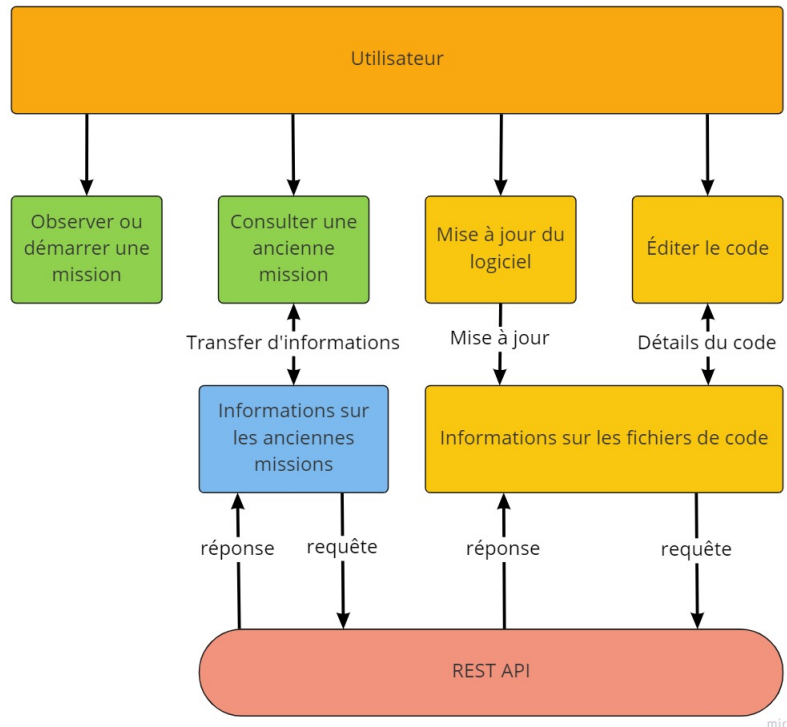 Utilisateur
Observer ou
démarrer une
mission
Consulter une
ancienne
mission
Mise à jour du
logiciel
Éditer le code
Transfer d'informations
Mise à jour
Détails du code
Informations sur
les anciennes
missions
Informations sur les fichiers de code
réponse
requête
réponse
requête
REST API